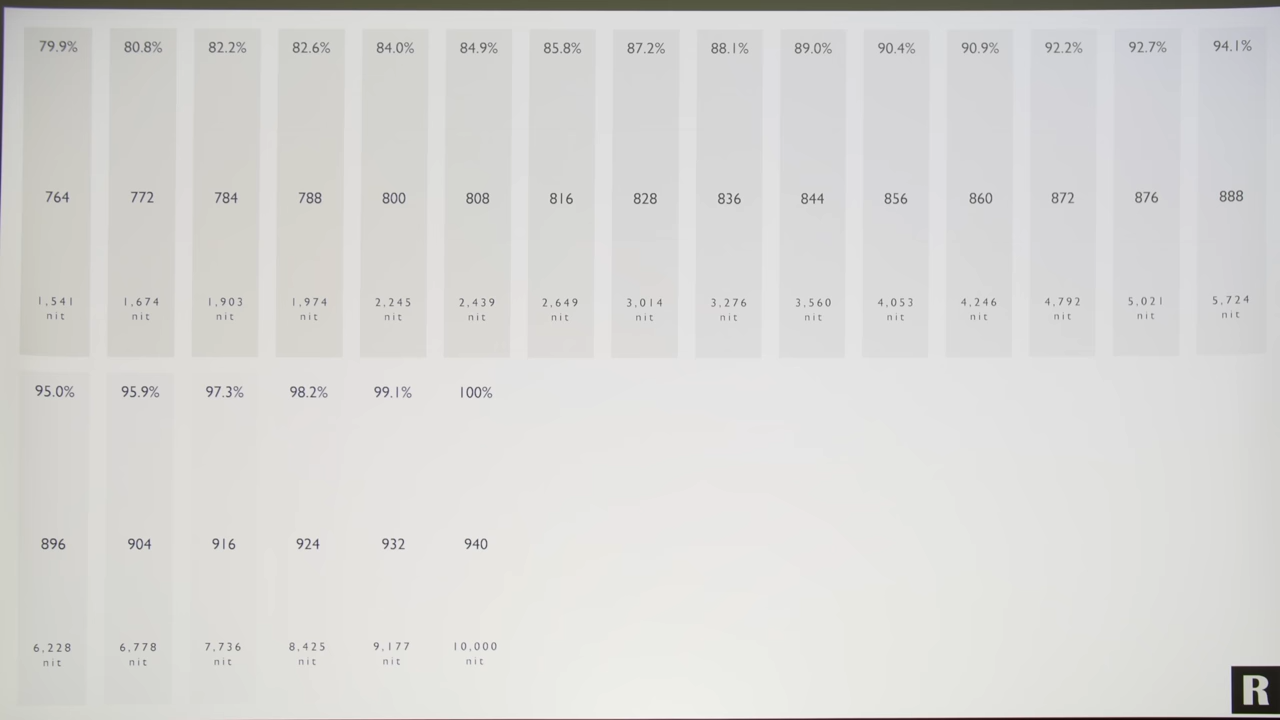 79.9% 80.8% 82.2% 82.6% 84.0% 84.9% 85.8% 87.2% 88.1% 89.0% 90.4% 90.9% 92.2% 92.7% 94.1%
764 772 784 788 800 808 816 828 836 844 856 860 872 876 888
1,541 1,674 1,903 1,974 2,245 2,439 2,649 3,014 3,276 3,560 4,053 4,246 4,792 5,021 5,724
nit nit nit nit nit nit nit nit nit nit nit nit nit nit nit
95.0% 95.9% 97.3% 98.2% 99.1% 100%
896 904 916 924 932 940
6,228 6,778 7,736 8,425 9,177 10,000
nit nit nit nit nit nit
R